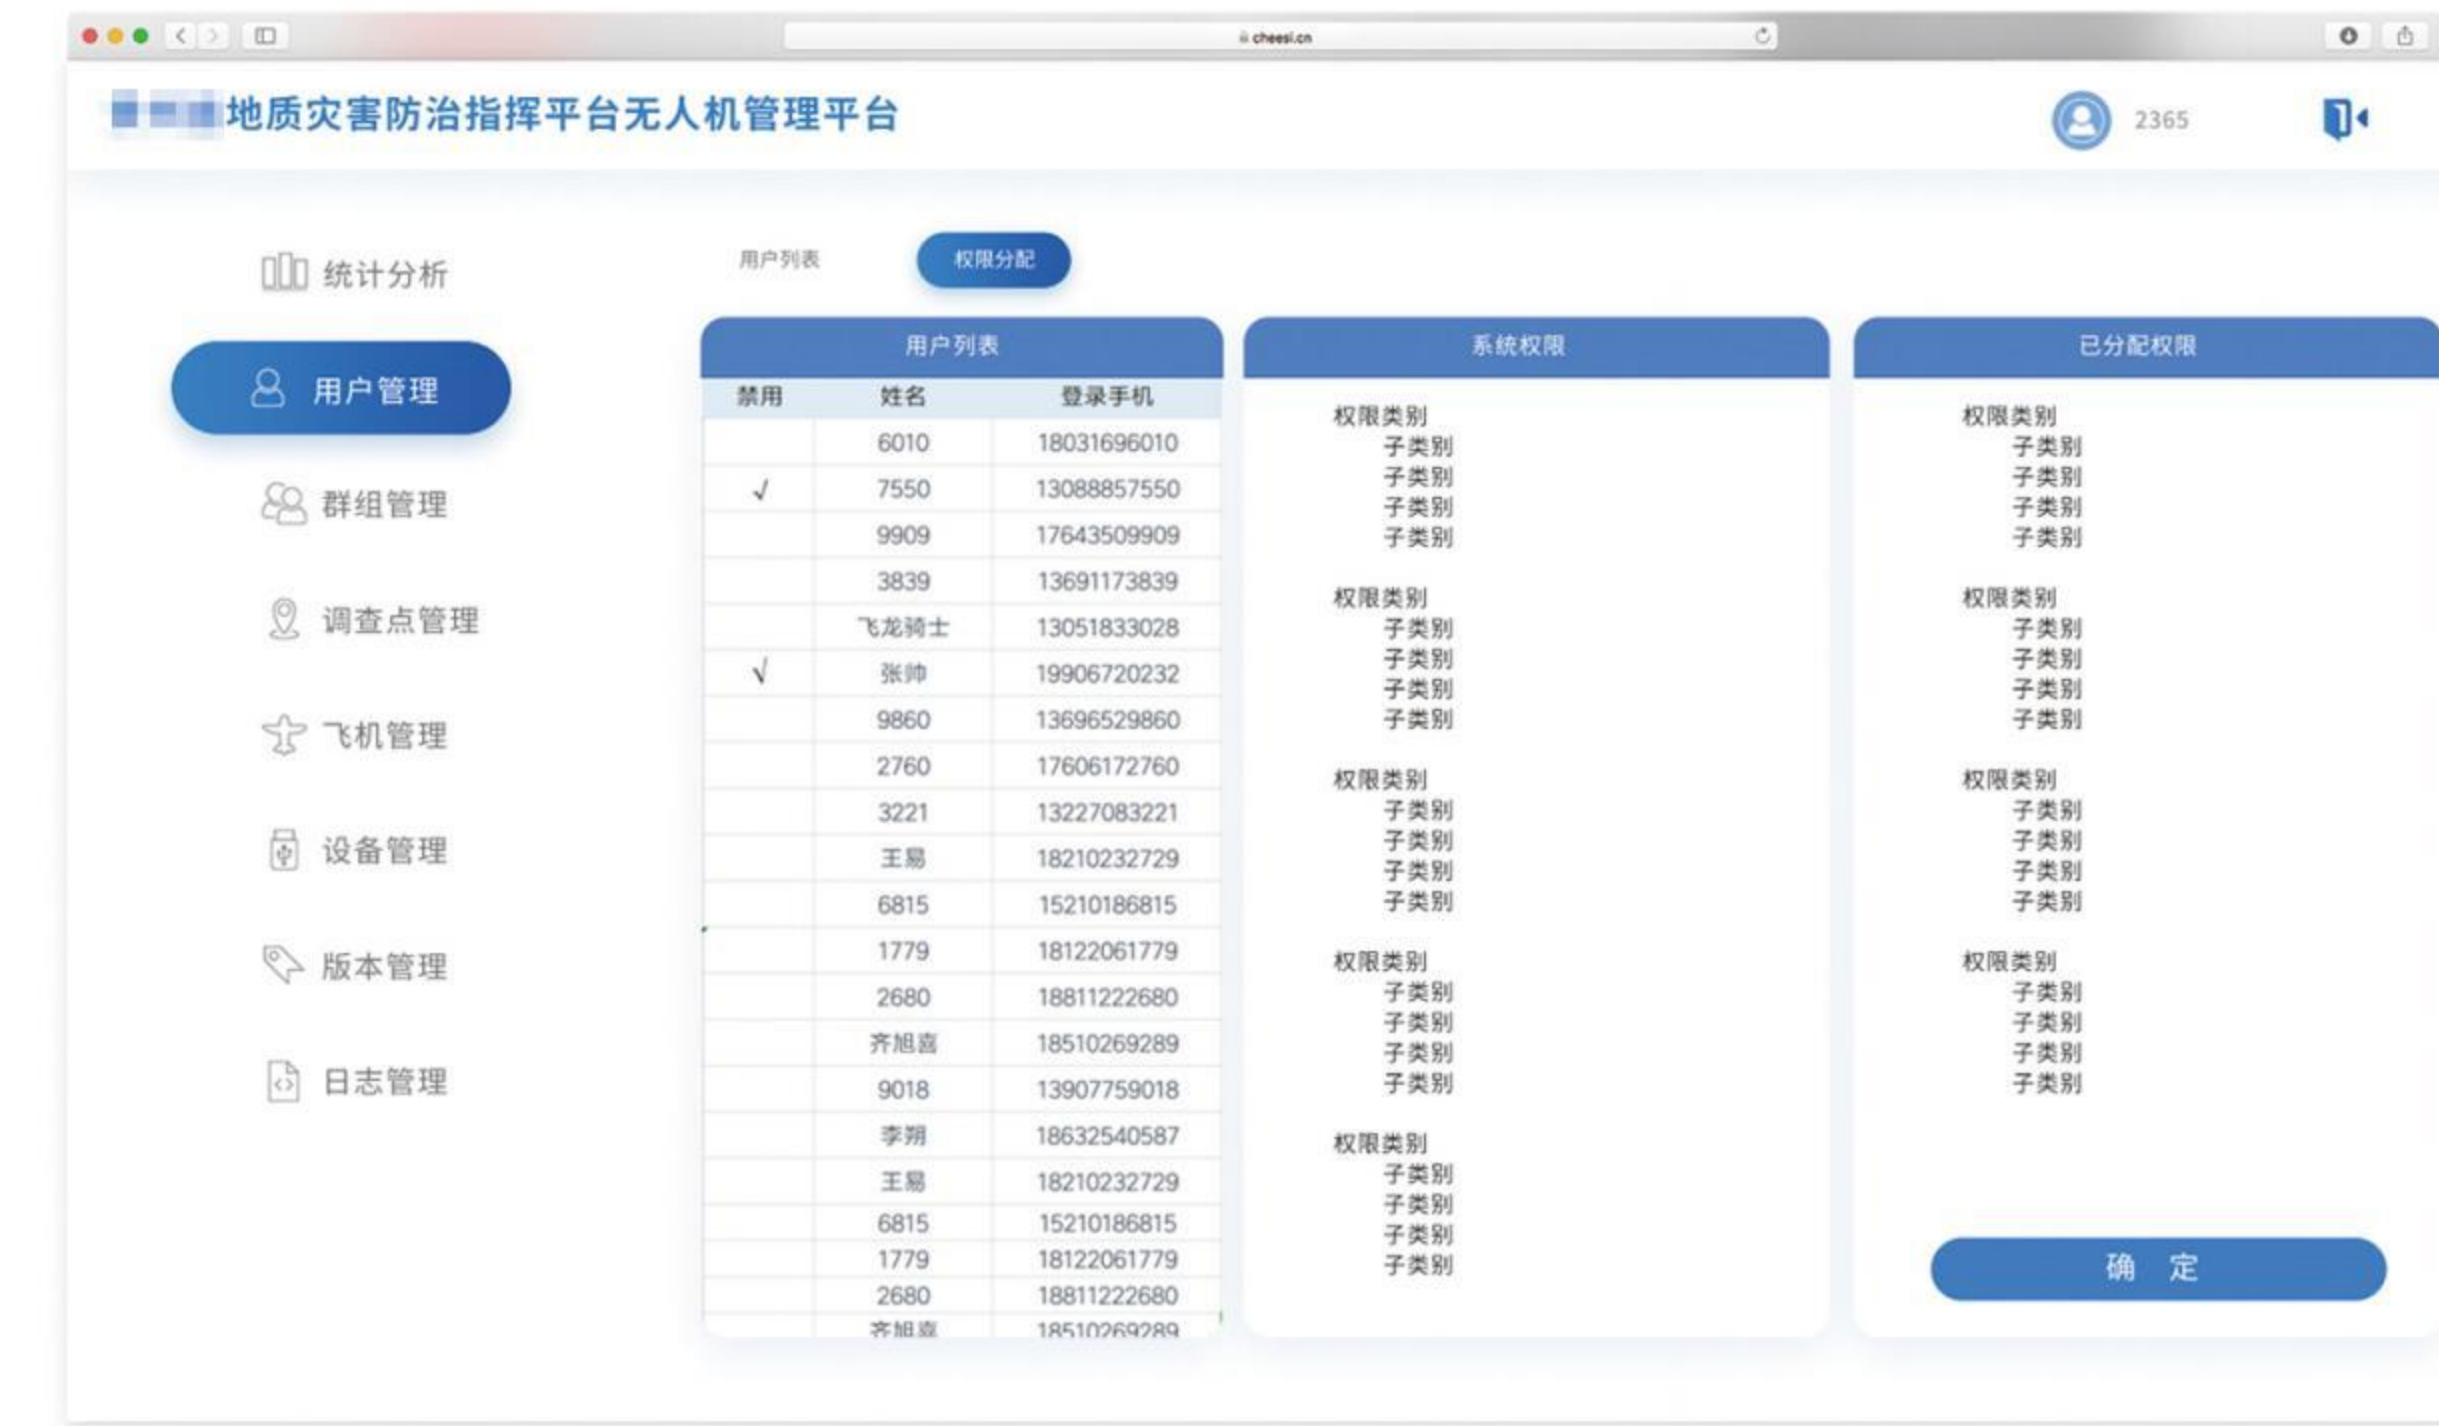 cheesi.cn
地质灾害防治指挥平台无人机管理平台
2365
统计分析
用户管理
群组管理
调查点管理
飞机管理
设备管理
版本管理
日志管理
用户列表 权限分配
用户列表
禁用 姓名 登录手机
6010 18031696010
√ 7550 13088857550
9909 17643509909
3839 13691173839
飞龙骑士 13051833028
√ 张帅 19906720232
9860 13696529860
2760 17606172760
3221 13227083221
王易 18210232729
6815 15210186815
1779 18122061779
2680 18811222680
齐旭喜 18510269289
9018 13907759018
李朔 18632540587
王易 18210232729
6815 15210186815
1779 18122061779
2680 18811222680
齐旭喜 18510269289
系统权限
权限类别
子类别
子类别
子类别
子类别
权限类别
子类别
子类别
子类别
子类别
权限类别
子类别
子类别
子类别
子类别
权限类别
子类别
子类别
子类别
子类别
权限类别
子类别
子类别
子类别
子类别
已分配权限
权限类别
子类别
子类别
子类别
子类别
权限类别
子类别
子类别
子类别
子类别
权限类别
子类别
子类别
子类别
子类别
权限类别
子类别
子类别
子类别
子类别
确 定